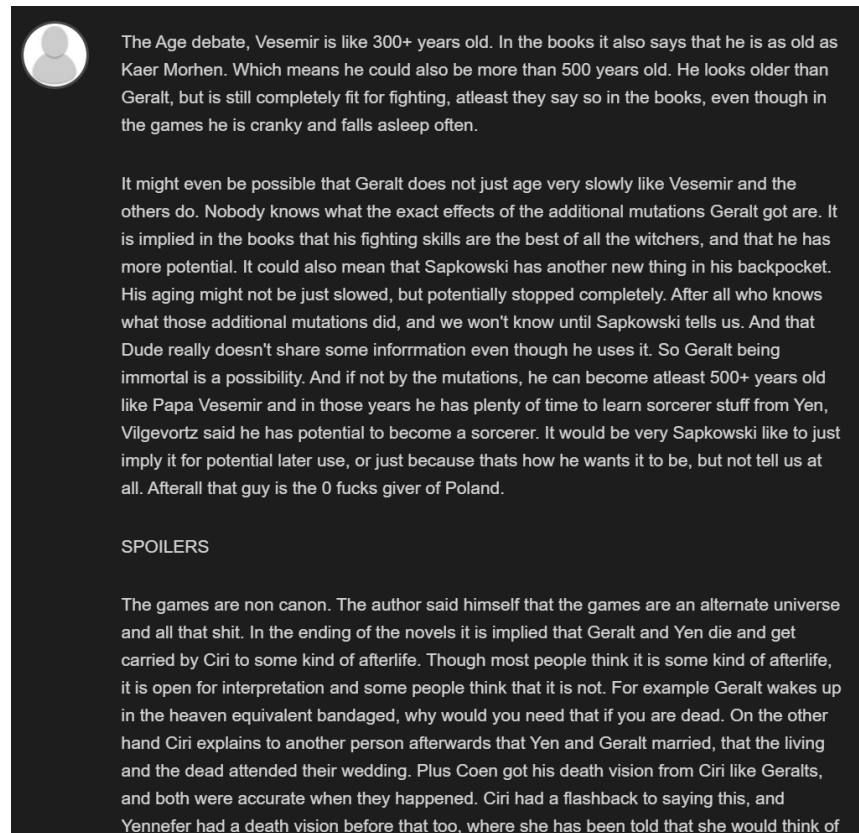 The Age debate, Vesemir is like 300+ years old. In the books it also says that he is as old as
Kaer Morhen. Which means he could also be more than 500 years old. He looks older than
Geralt, but is still completely fit for fighting, atleast they say so in the books, even though in
the games he is cranky and falls asleep often.
It might even be possible that Geralt does not just age very slowly like Vesemir and the
others do. Nobody knows what the exact effects of the additional mutations Geralt got are. It
is implied in the books that his fighting skills are the best of all the witchers, and that he has
more potential. It could also mean that Sapkowski has another new thing in his backpocket.
His aging might not be just slowed, but potentially stopped completely. After all who knows
what those additional mutations did, and we won't know until Sapkowski tells us. And that
Dude really doesn't share some inforrmation even though he uses it. So Geralt being
immortal is a possibility. And if not by the mutations, he can become atleast 500+ years old
like Papa Vesemir and in those years he has plenty of time to learn sorcerer stuff from Yen,
Vilgevortz said he has potential to become a sorcerer. It would be very Sapkowski like to just
imply it for potential later use, or just because thats how he wants it to be, but not tell us at
all. Afterall that guy is the 0 fucks giver of Poland.
SPOILERS
The games are non canon. The author said himself that the games are an alternate universe
and all that shit. In the ending of the novels it is implied that Geralt and Yen die and get
carried by Ciri to some kind of afterlife. Though most people think it is some kind of afterlife,
it is open for interpretation and some people think that it is not. For example Geralt wakes up
in the heaven equivalent bandaged, why would you need that if you are dead. On the other
hand Ciri explains to another person afterwards that Yen and Geralt married, that the living
and the dead attended their wedding. Plus Coen got his death vision from Ciri like Geralts,
and both were accurate when they happened. Ciri had a flashback to saying this, and
Yennefer had a death vision before that too, where she has been told that she would think of